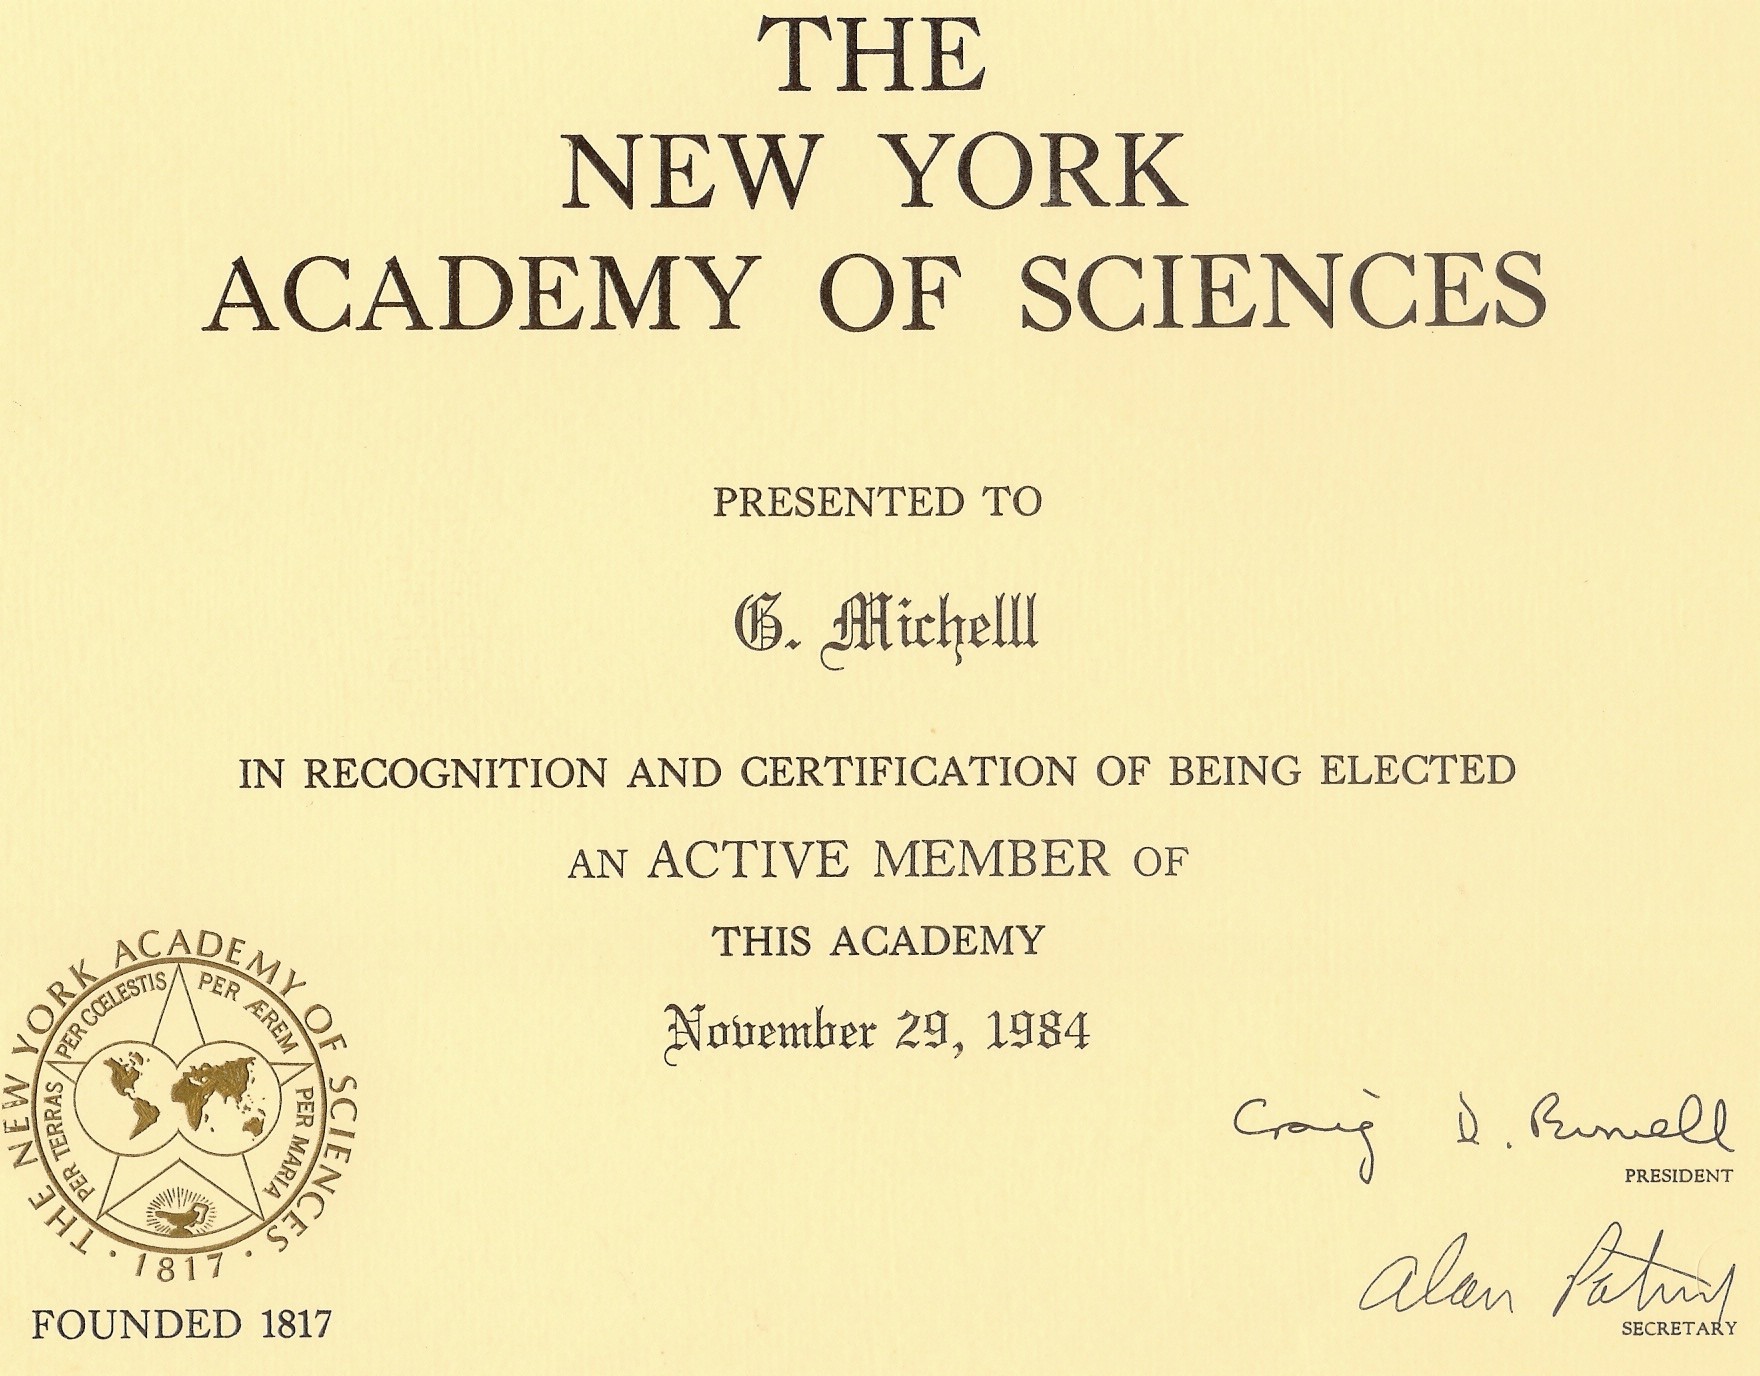 THE
NEW YORK
ACADEMY OF SCIENCES
PRESENTED TO
G. Michelll
IN RECOGNITION AND CERTIFICATION OF BEING ELECTED
AN ACTIVE MEMBER OF
THIS ACADEMY
November 29, 1984
THE NEW YORK ACADEMY OF SCIENCES · 1817 ·
PER TERRAS PER CŒLESTIS PER ÆREM PER MARIA
FOUNDED 1817
Craig D.
PRESIDENT
Alan
SECRETARY